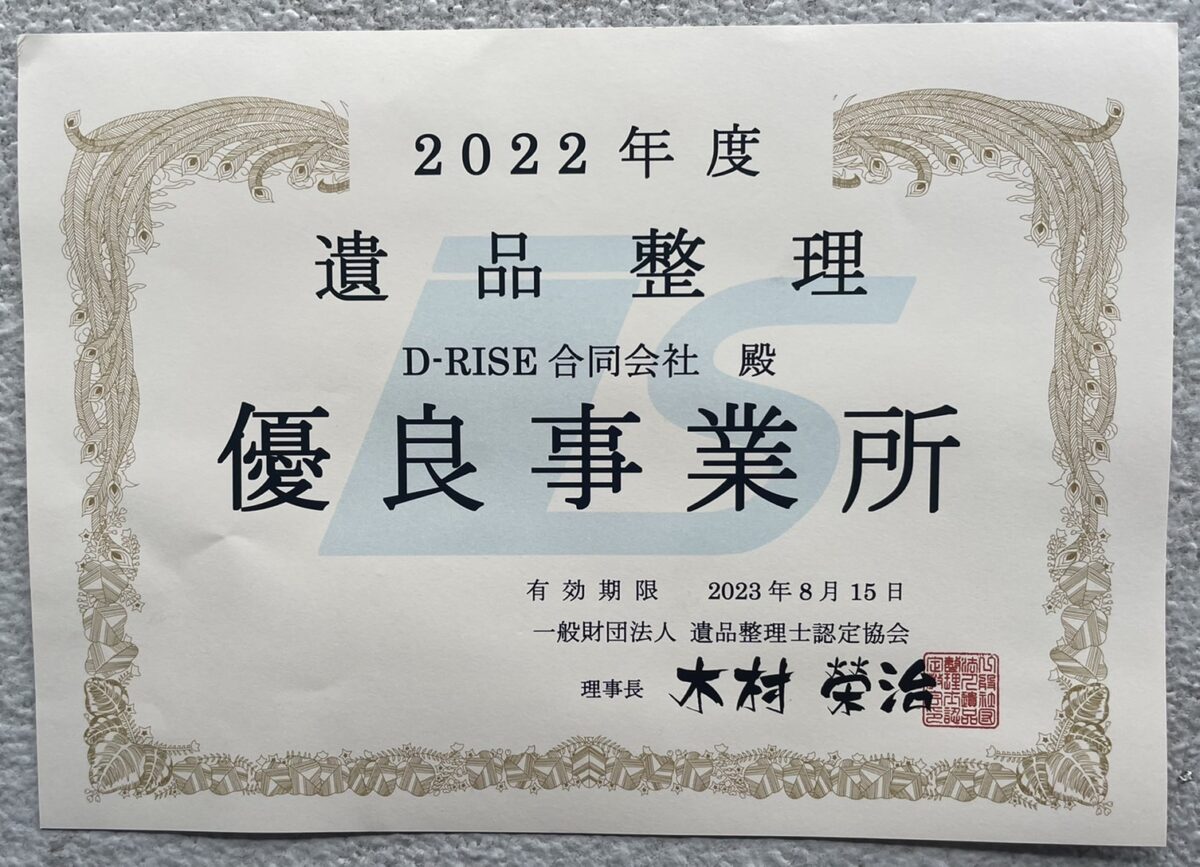 2022年度
遺品整理
D-RISE合同会社 殿
優良事業所
有効期限 2023年8月15日
一般財団法人 遺品整理士認定協会
理事長 木村 榮治